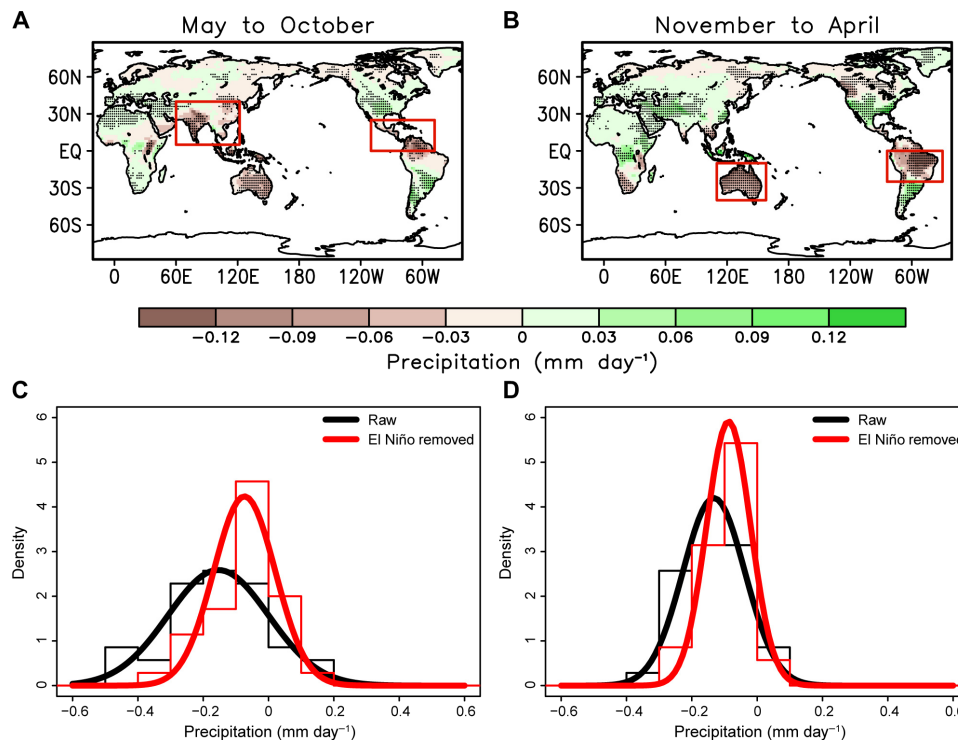 A
May to October
B
November to April
60N
30N
EQ
30S
60S
0
60E
120E
180
120W
60W
60N
30N
EQ
30S
60S
0
60E
120E
180
120W
60W
−0.12
−0.09
−0.06
−0.03
0
0.03
0.06
0.09
0.12
Precipitation (mm day⁻¹)
C
Raw
El Niño removed
Density
0
1
2
3
4
5
6
−0.6
−0.4
−0.2
0
0.2
0.4
0.6
Precipitation (mm day⁻¹)
D
Raw
El Niño removed
Density
0
1
2
3
4
5
6
−0.6
−0.4
−0.2
0
0.2
0.4
0.6
Precipitation (mm day⁻¹)